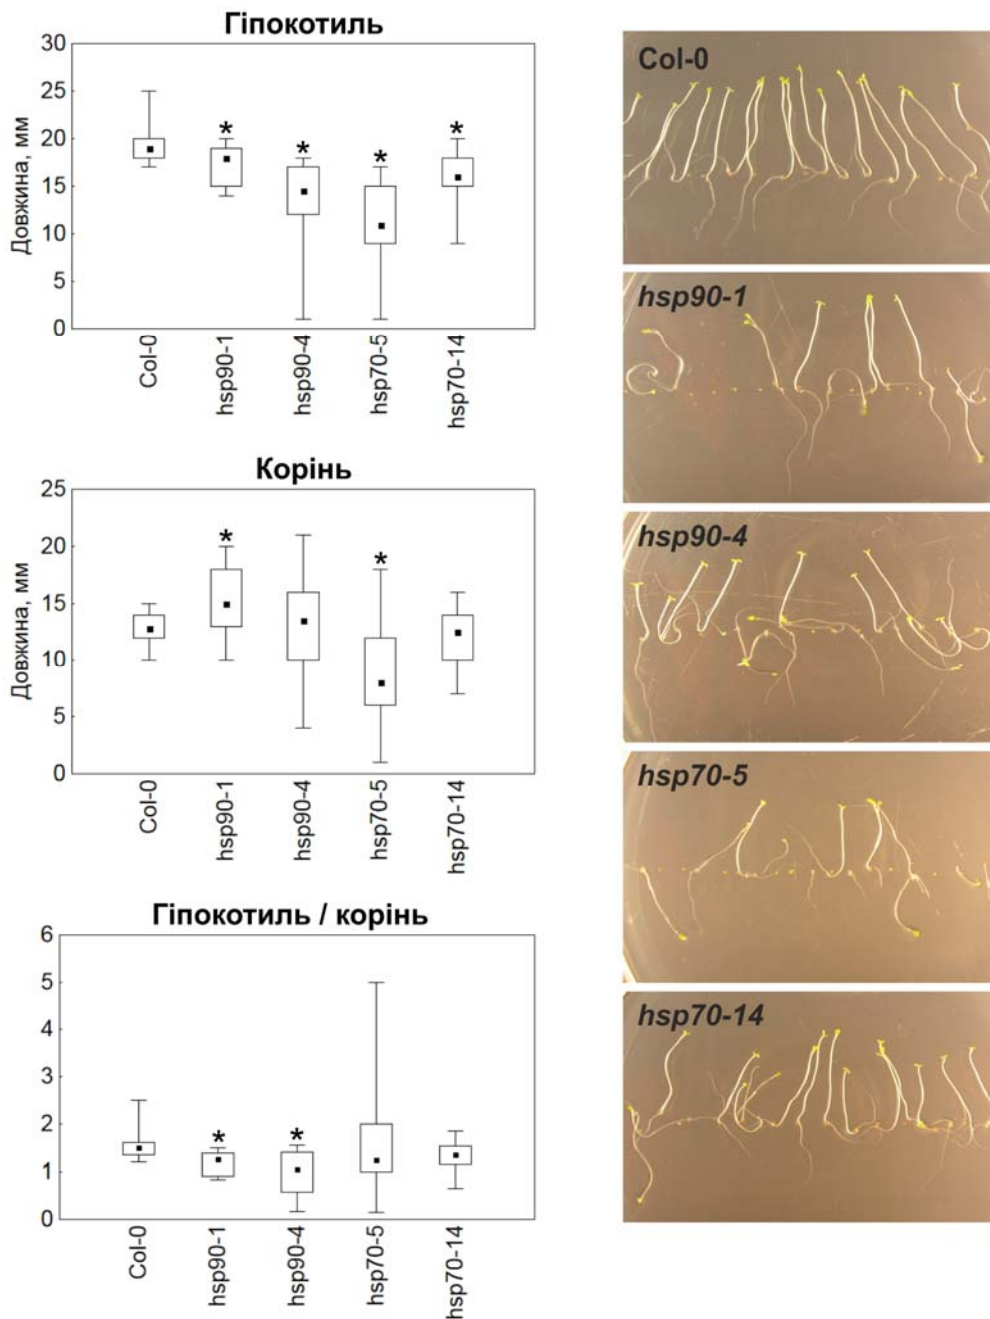 Гіпокотиль
30
25
20
15
10
5
0
Довжина, мм
* * * *
Col-0
hsp90-1
hsp90-4
hsp70-5
hsp70-14
Корінь
25
20
15
10
5
0
Довжина, мм
* *
Col-0
hsp90-1
hsp90-4
hsp70-5
hsp70-14
Гіпокотиль / корінь
6
5
4
3
2
1
0
* *
Col-0
hsp90-1
hsp90-4
hsp70-5
hsp70-14
Col-0
hsp90-1
hsp90-4
hsp70-5
hsp70-14